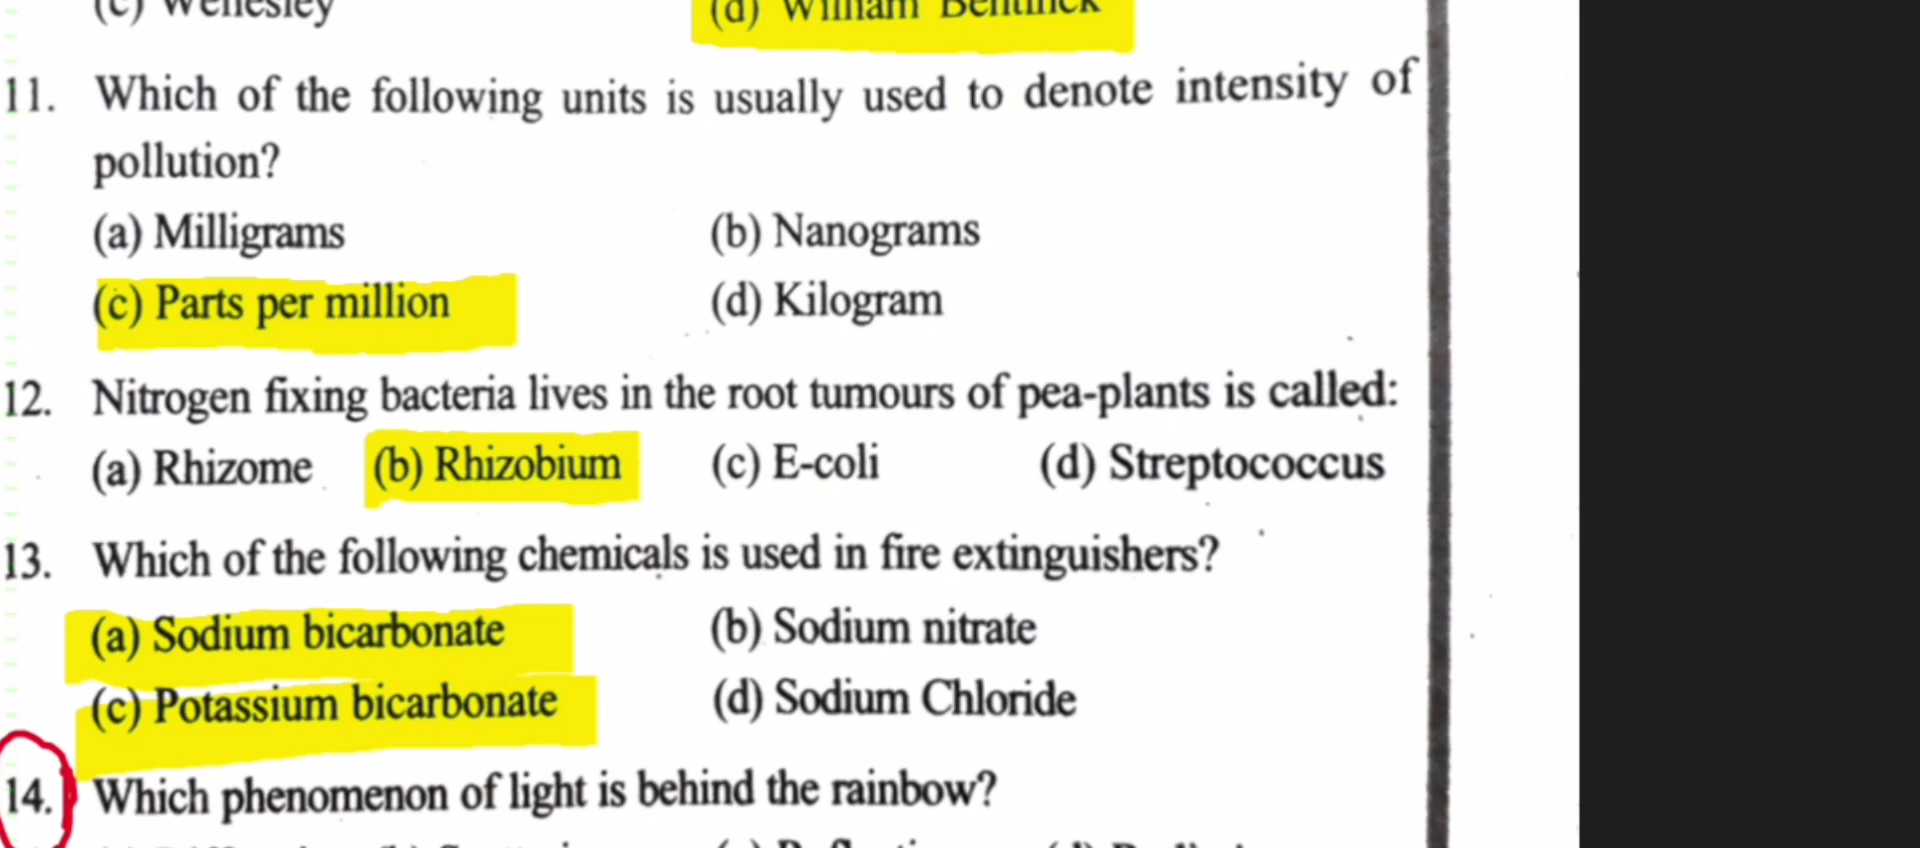 (c) Wellesley (d) William Bentinck
11. Which of the following units is usually used to denote intensity of
pollution?
(a) Milligrams (b) Nanograms
(c) Parts per million (d) Kilogram
12. Nitrogen fixing bacteria lives in the root tumours of pea-plants is called:
(a) Rhizome (b) Rhizobium (c) E-coli (d) Streptococcus
13. Which of the following chemicals is used in fire extinguishers?
(a) Sodium bicarbonate (b) Sodium nitrate
(c) Potassium bicarbonate (d) Sodium Chloride
14. Which phenomenon of light is behind the rainbow?